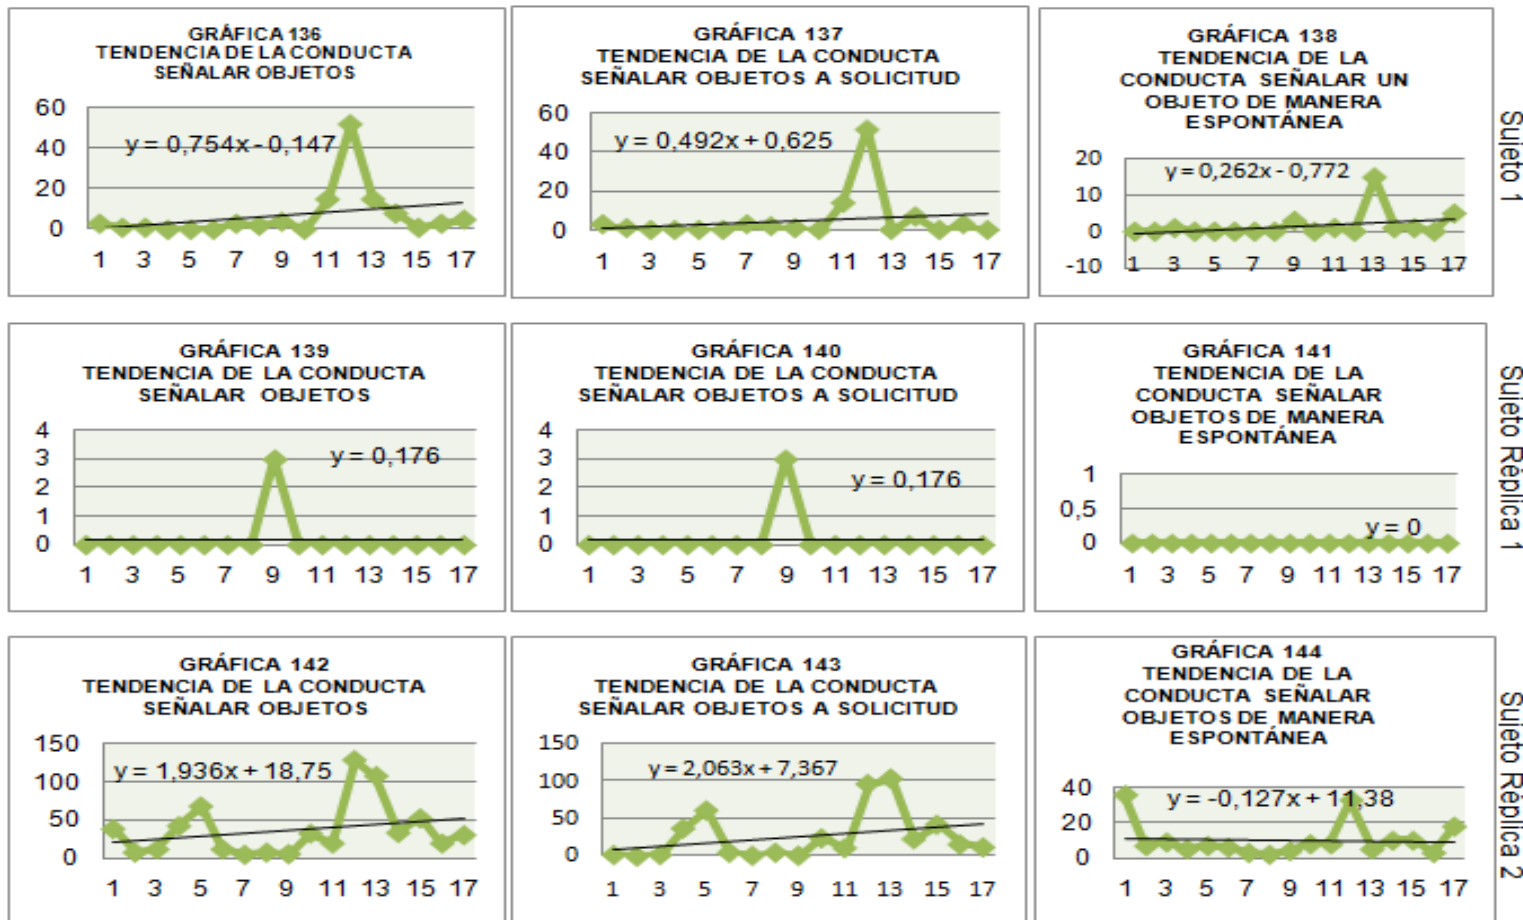 GRÁFICA 136
TENDENCIA DE LA CONDUCTA
SEÑALAR OBJETOS
60
40
20
0
y = 0,754x - 0,147
1 3 5 7 9 11 13 15 17
GRÁFICA 137
TENDENCIA DE LA CONDUCTA
SEÑALAR OBJETOS A SOLICITUD
60
40
20
0
y = 0,492x + 0,625
1 3 5 7 9 11 13 15 17
GRÁFICA 138
TENDENCIA DE LA
CONDUCTA SEÑALAR UN
OBJETO DE MANERA
ESPONTÁNEA
20
10
0
-10
y = 0,262x - 0,772
1 3 5 7 9 11 13 15 17
Sujeto 1
GRÁFICA 139
TENDENCIA DE LA CONDUCTA
SEÑALAR OBJETOS
4
3
2
1
0
y = 0,176
1 3 5 7 9 11 13 15 17
GRÁFICA 140
TENDENCIA DE LA CONDUCTA
SEÑALAR OBJETOS A SOLICITUD
4
3
2
1
0
y = 0,176
1 3 5 7 9 11 13 15 17
GRÁFICA 141
TENDENCIA DE LA
CONDUCTA SEÑALAR
OBJETOS DE MANERA
ESPONTÁNEA
1
0,5
0
y = 0
1 3 5 7 9 11 13 15 17
Sujeto Réplica 1
GRÁFICA 142
TENDENCIA DE LA CONDUCTA
SEÑALAR OBJETOS
150
100
50
0
y = 1,936x + 18,75
1 3 5 7 9 11 13 15 17
GRÁFICA 143
TENDENCIA DE LA CONDUCTA
SEÑALAR OBJETOS A SOLICITUD
150
100
50
0
y = 2,063x + 7,367
1 3 5 7 9 11 13 15 17
GRÁFICA 144
TENDENCIA DE LA
CONDUCTA SEÑALAR
OBJETOS DE MANERA
ESPONTÁNEA
40
20
0
y = -0,127x + 11,38
1 3 5 7 9 11 13 15 17
Sujeto Réplica 2